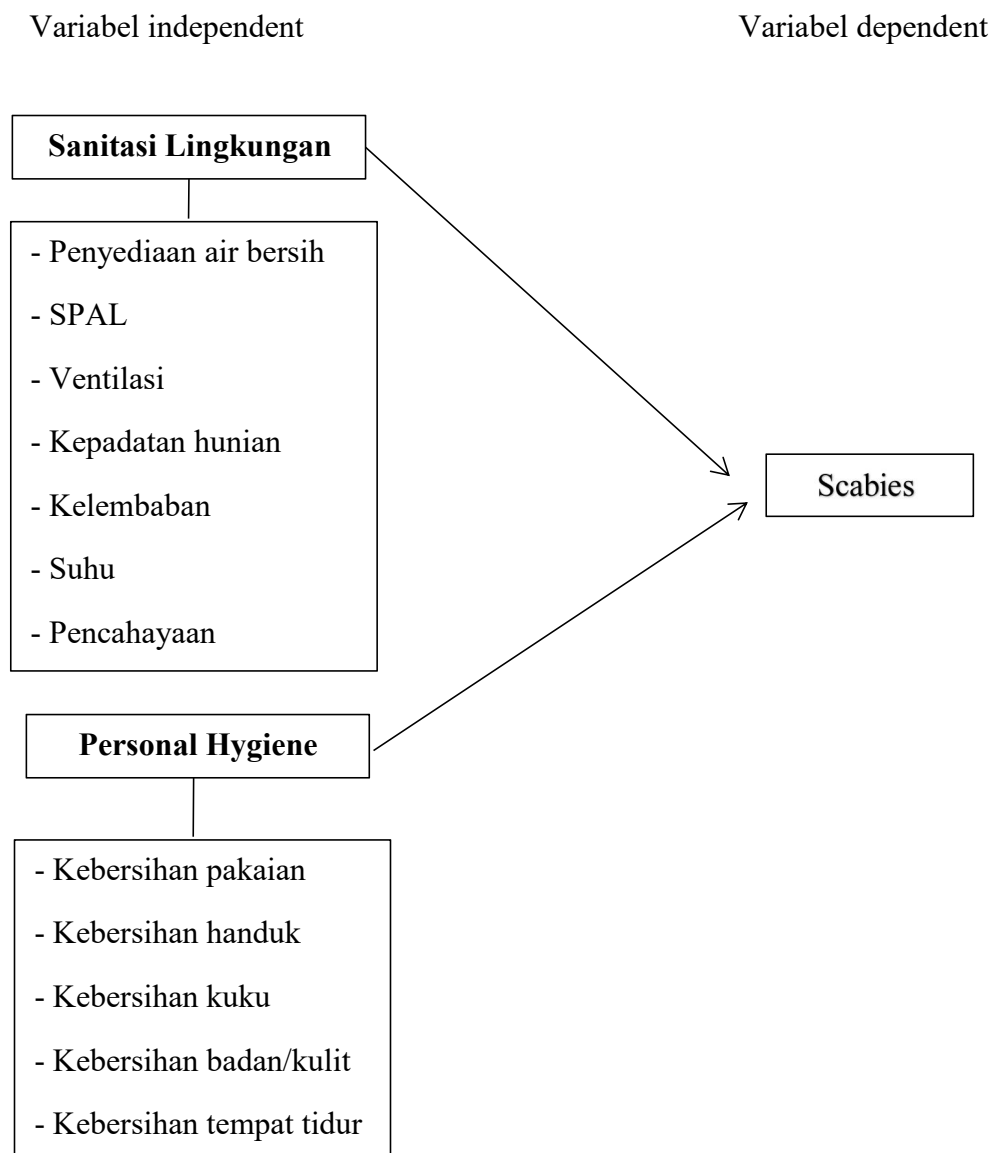 Variabel independent
Variabel dependent
Sanitasi Lingkungan
- Penyediaan air bersih
- SPAL
- Ventilasi
- Kepadatan hunian
- Kelembaban
- Suhu
- Pencahayaan
Scabies
Personal Hygiene
- Kebersihan pakaian
- Kebersihan handuk
- Kebersihan kuku
- Kebersihan badan/kulit
- Kebersihan tempat tidur